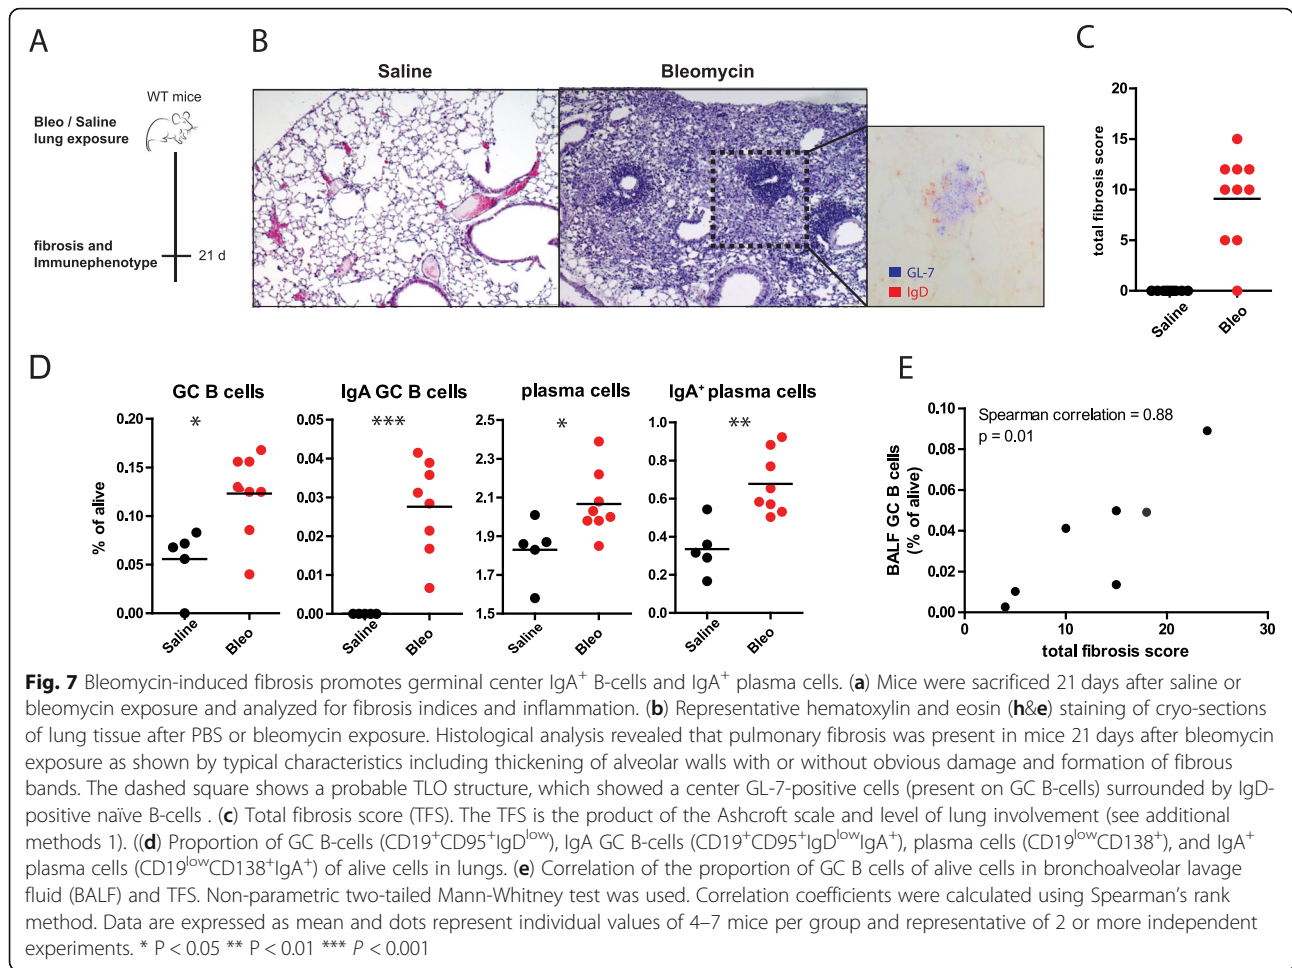 A
WT mice
Bleo / Saline
lung exposure
fibrosis and
Immunephenotype
21 d
B
Saline
Bleomycin
GL-7
IgD
C
total fibrosis score
20
15
10
5
0
Saline
Bleo
D
GC B cells
% of alive
0.20
0.15
0.10
0.05
0.00
*
Saline
Bleo
IgA GC B cells
0.05
0.04
0.03
0.02
0.01
0.00
***
Saline
Bleo
plasma cells
2.5
2.3
2.1
1.9
1.7
1.5
*
Saline
Bleo
IgA⁺ plasma cells
1.0
0.8
0.6
0.4
0.2
0.0
**
Saline
Bleo
E
BALF GC B cells
(% of alive)
0.10
0.08
0.06
0.04
0.02
0.00
Spearman correlation = 0.88
p = 0.01
0
10
20
30
total fibrosis score
Fig. 7 Bleomycin-induced fibrosis promotes germinal center IgA⁺ B-cells and IgA⁺ plasma cells. (a) Mice were sacrificed 21 days after saline or
bleomycin exposure and analyzed for fibrosis indices and inflammation. (b) Representative hematoxylin and eosin (h&e) staining of cryo-sections
of lung tissue after PBS or bleomycin exposure. Histological analysis revealed that pulmonary fibrosis was present in mice 21 days after bleomycin
exposure as shown by typical characteristics including thickening of alveolar walls with or without obvious damage and formation of fibrous
bands. The dashed square shows a probable TLO structure, which showed a center GL-7-positive cells (present on GC B-cells) surrounded by IgD-
positive naïve B-cells . (c) Total fibrosis score (TFS). The TFS is the product of the Ashcroft scale and level of lung involvement (see additional
methods 1). ((d) Proportion of GC B-cells (CD19⁺CD95⁺IgD^low), IgA GC B-cells (CD19⁺CD95⁺IgD^lowIgA⁺), plasma cells (CD19^lowCD138⁺), and IgA⁺
plasma cells (CD19^lowCD138⁺IgA⁺) of alive cells in lungs. (e) Correlation of the proportion of GC B cells of alive cells in bronchoalveolar lavage
fluid (BALF) and TFS. Non-parametric two-tailed Mann-Whitney test was used. Correlation coefficients were calculated using Spearman's rank
method. Data are expressed as mean and dots represent individual values of 4–7 mice per group and representative of 2 or more independent
experiments. * P < 0.05 ** P < 0.01 *** P < 0.001